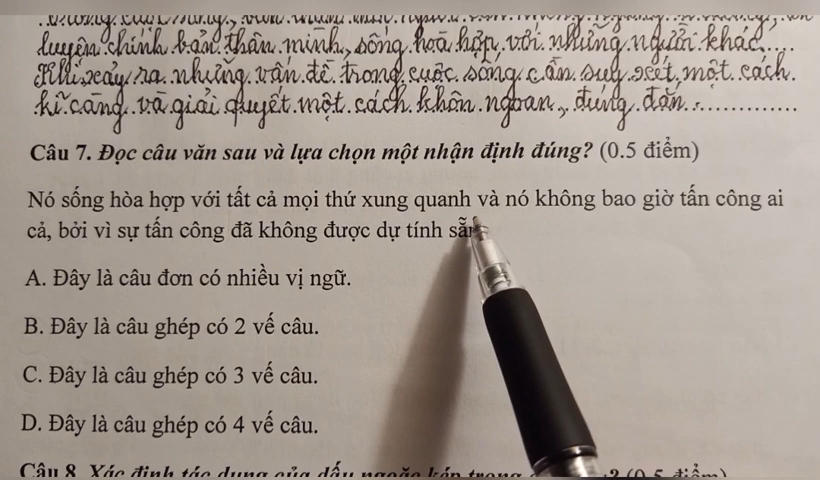 luyện chính bản thân mình, sống hoà hợp với những người khác....
Khi xảy ra những vấn đề trong cuộc sống cần suy xét một cách
kĩ càng và giải quyết một cách khôn ngoan, đúng đắn...............
Câu 7. Đọc câu văn sau và lựa chọn một nhận định đúng? (0.5 điểm)
Nó sống hòa hợp với tất cả mọi thứ xung quanh và nó không bao giờ tấn công ai
cả, bởi vì sự tấn công đã không được dự tính
A. Đây là câu đơn có nhiều vị ngữ.
B. Đây là câu ghép có 2 vế câu.
C. Đây là câu ghép có 3 vế câu.
D. Đây là câu ghép có 4 vế câu.
Câu 8. Xác định tác dụng của dấu ngoặc kép trong